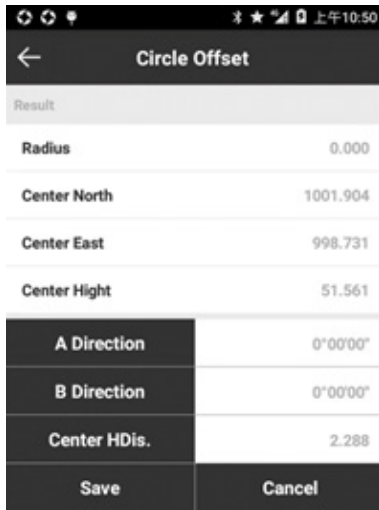 上午10:50
Circle Offset
Result
Radius 0.000
Center North 1001.904
Center East 998.731
Center Hight 51.561
A Direction 0°00'00"
B Direction 0°00'00"
Center HDis. 2.288
Save Cancel